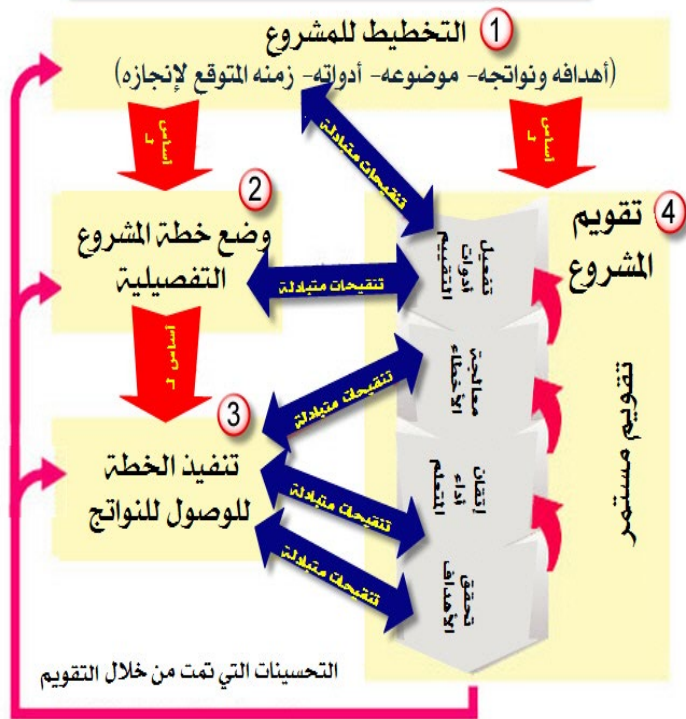 1
التخطيط للمشروع
(أهدافه ونواتجه- موضوعه- أدواته- زمنه المتوقع لإنجازه)
أساس لـ
أساس لـ
2
وضع خطة المشروع
التفصيلية
أساس لـ
3
تنفيذ الخطة
للوصول للنواتج
4
تقويم
المشروع
تقويم مستمر
تنقيحات متبادلة
تنقيحات متبادلة
تنقيحات متبادلة
تنقيحات متبادلة
تنقيحات متبادلة
تفعيل
أدوات
التقييم
معالجة
الأخطاء
إتقان
أداء
المتعلم
تحقق
الأهداف
التحسينات التي تمت من خلال التقويم